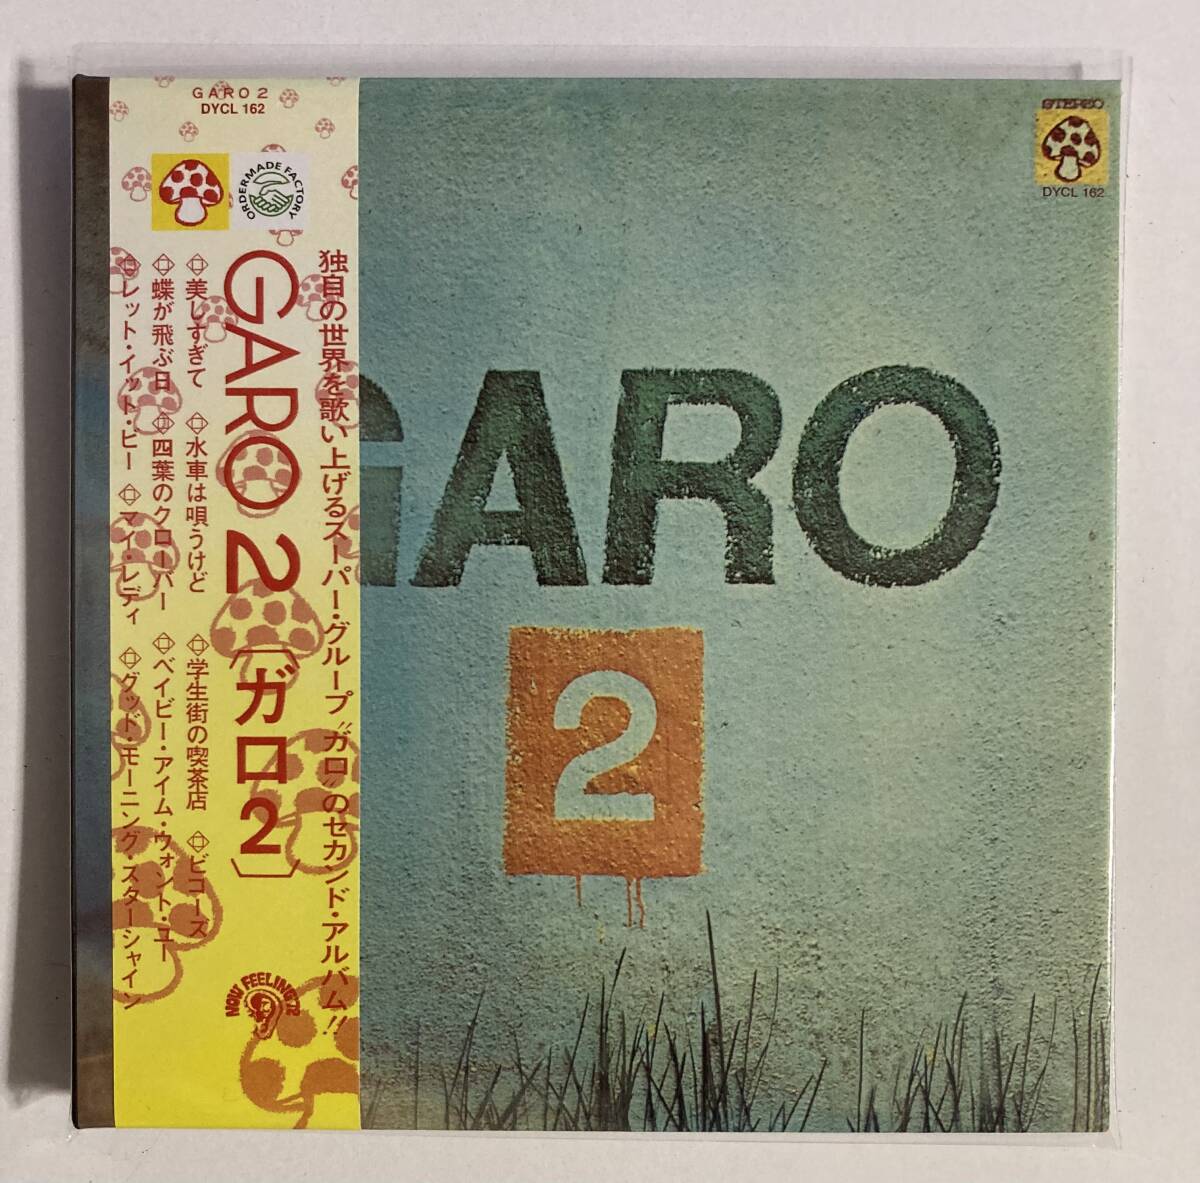 GARO 2
DYCL 162
ORDERMADE FACTORY
独自の世界を歌い上げるスーパー・グループ〝ガロ〟のセカンド・アルバム!!
GARO 2〔ガロ2〕
美しすぎて 水車は唄うけど 学生街の喫茶店 ビコーズ
蝶が飛ぶ日 四葉のクローバー ベイビー・アイム・ウォント・ユー
レット・イット・ビー マイ・レディ グッド・モーニング・スターシャイン
NOW FEELING'72
STEREO
DYCL 162
GARO
2